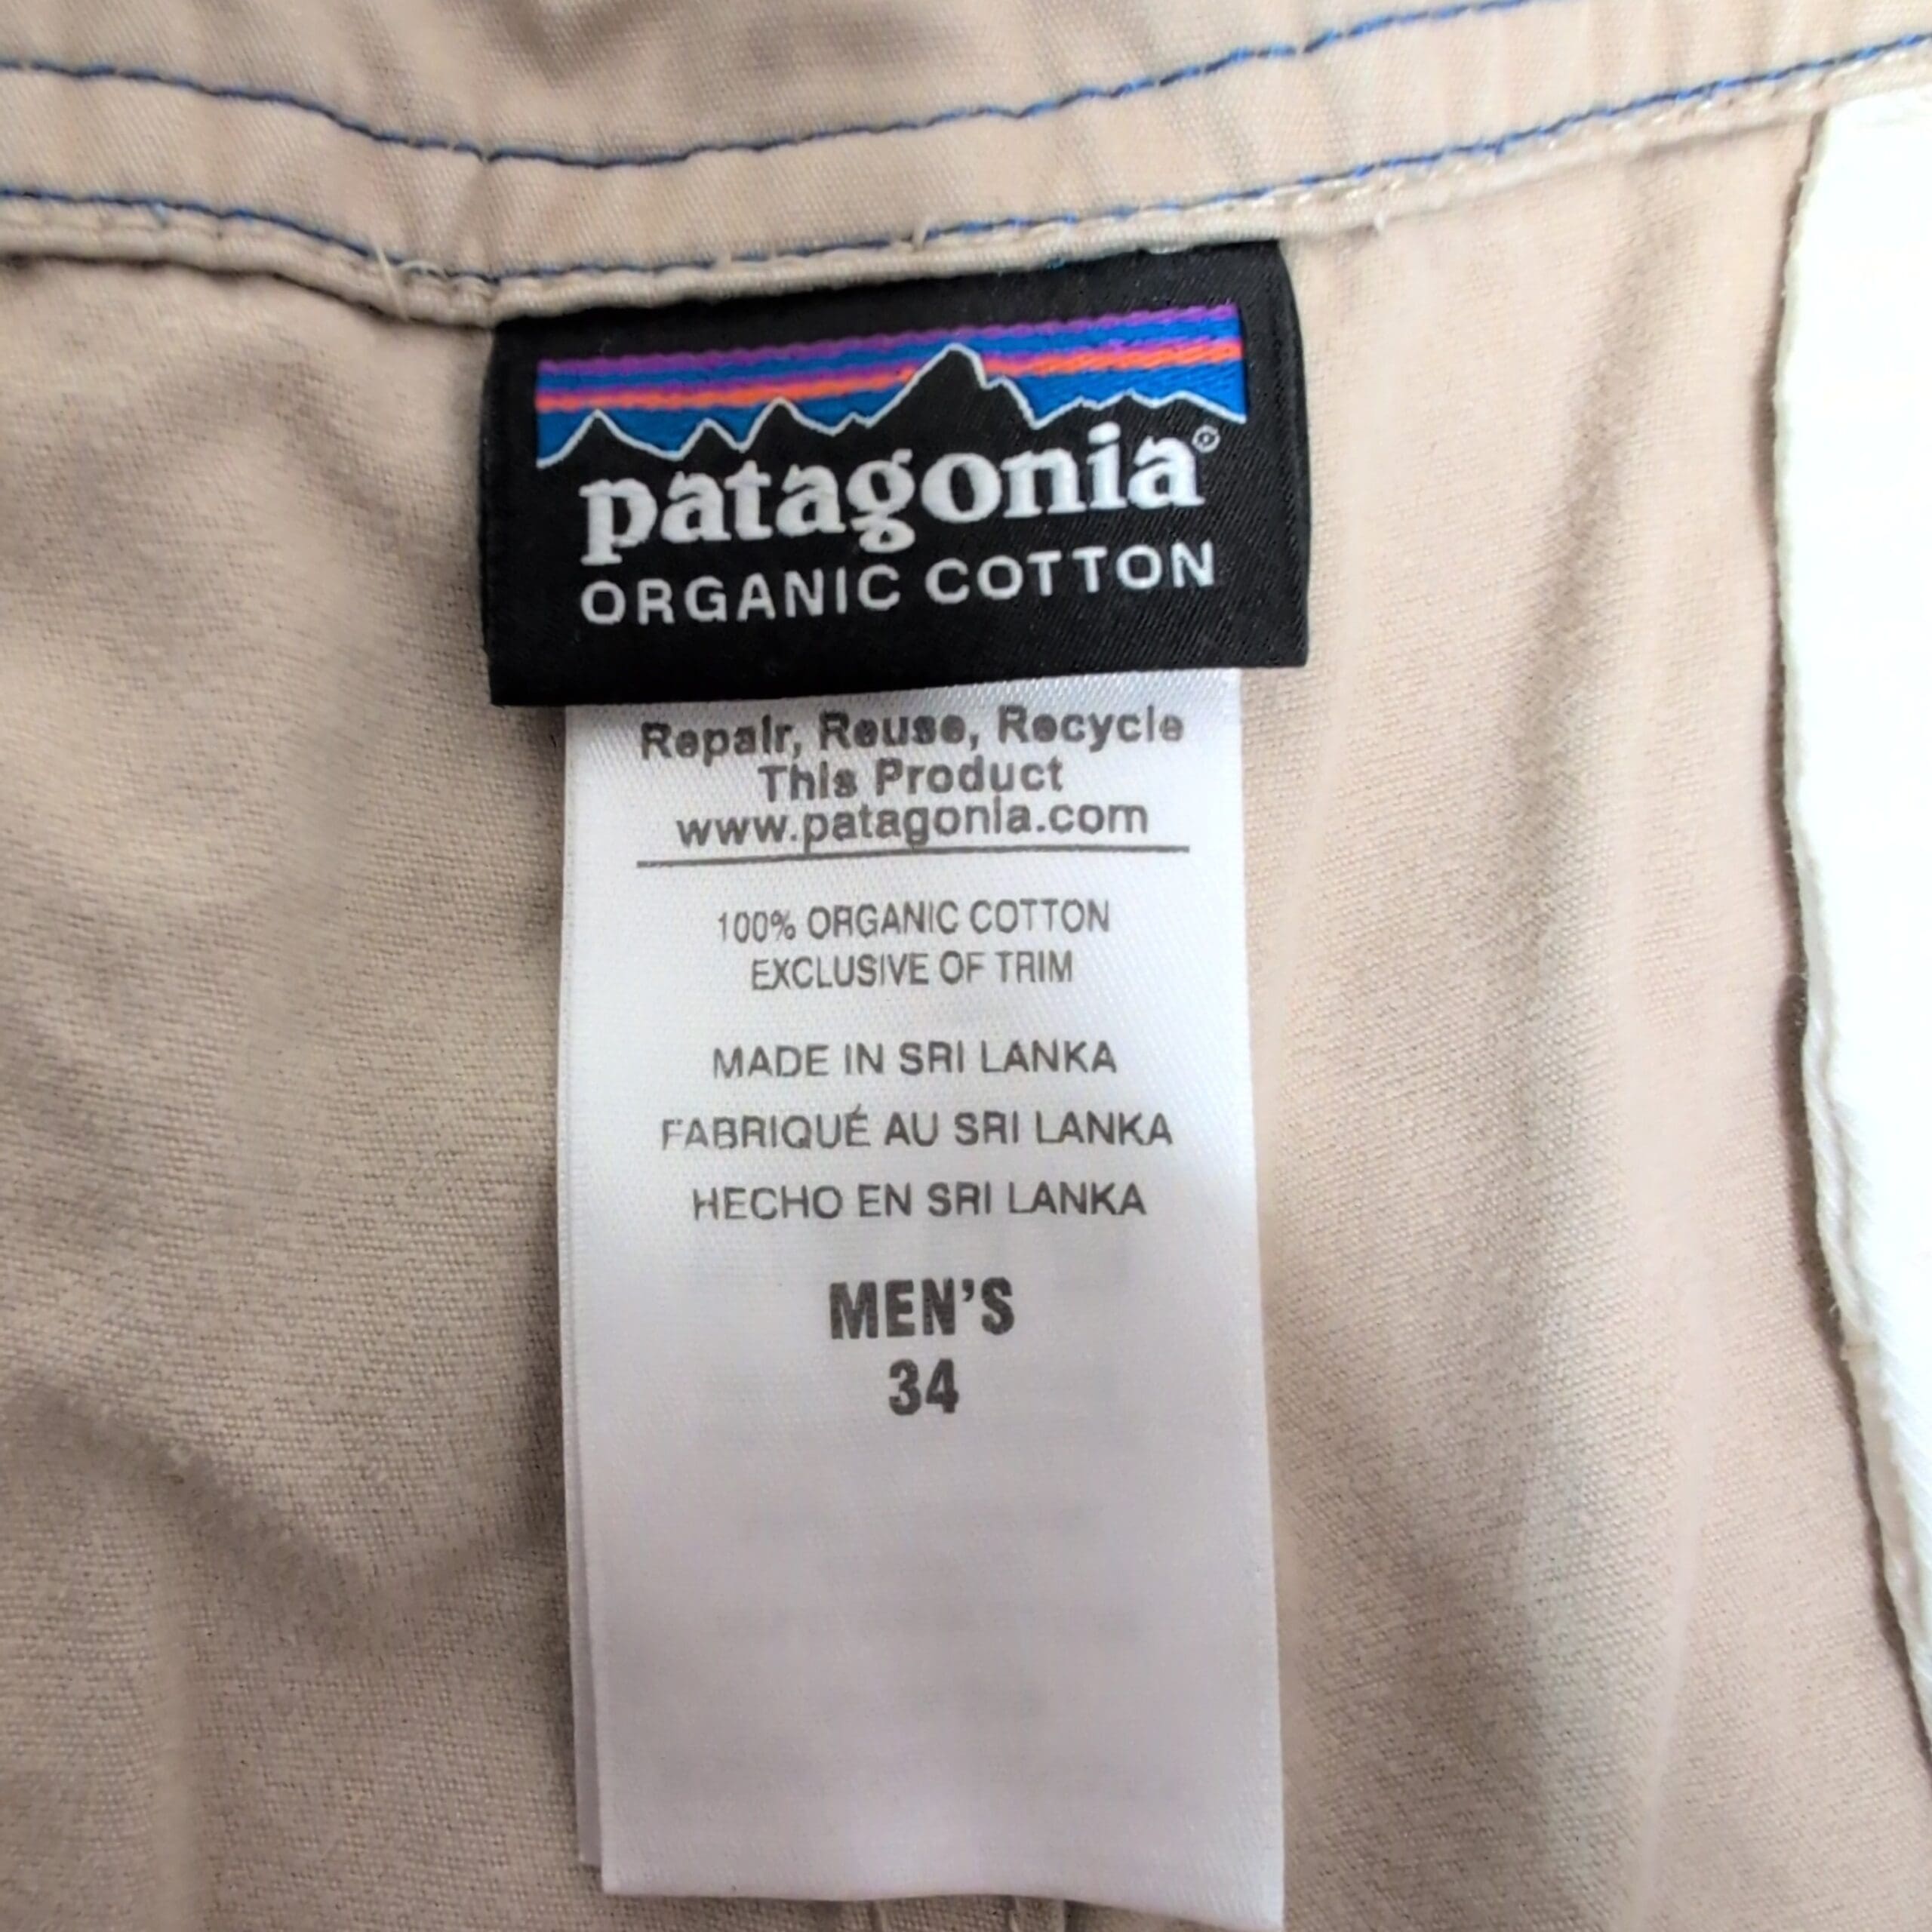 patagonia®
ORGANIC COTTON
Repair, Reuse, Recycle
This Product
www.patagonia.com
100% ORGANIC COTTON
EXCLUSIVE OF TRIM
MADE IN SRI LANKA
FABRIQUÉ AU SRI LANKA
HECHO EN SRI LANKA
MEN'S
34